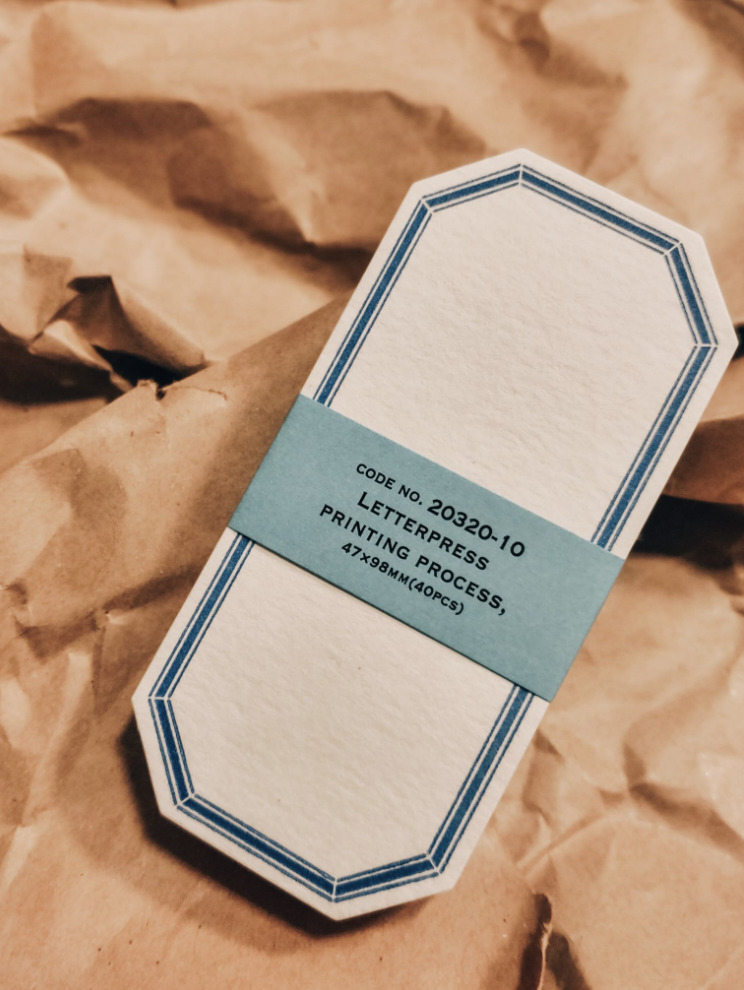 CODE NO. 20320-10
LETTERPRESS
PRINTING PROCESS,
47×98MM(40PCS)